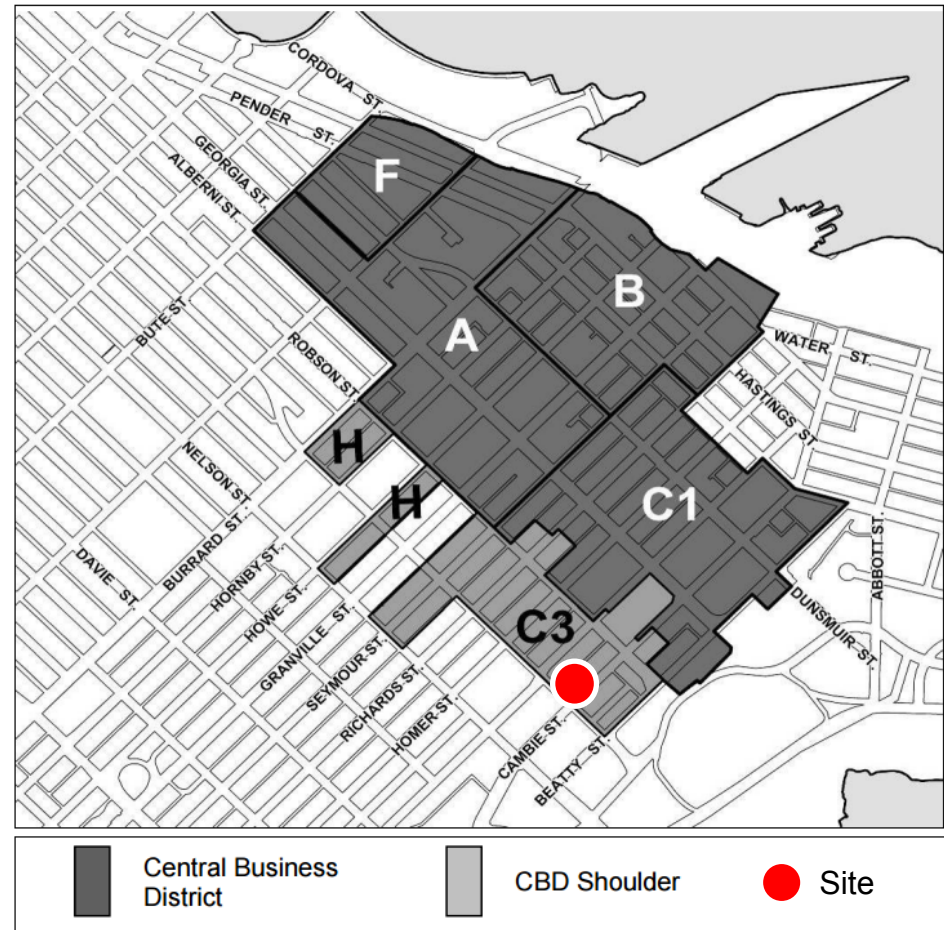 CORDOVA ST.
PENDER ST.
GEORGIA ST.
ALBERNI ST.
F
B
A
BUTE ST.
ROBSON ST.
WATER ST.
HASTINGS ST.
H
H
C1
NELSON ST.
BURRARD ST.
HORNBY ST.
DAVIE ST.
HOWE ST.
GRANVILLE ST.
SEYMOUR ST.
RICHARDS ST.
HOMER ST.
C3
ABBOTT ST.
DUNSMUIR ST.
CAMBIE ST.
BEATTY ST.
Central Business
District
CBD Shoulder
Site